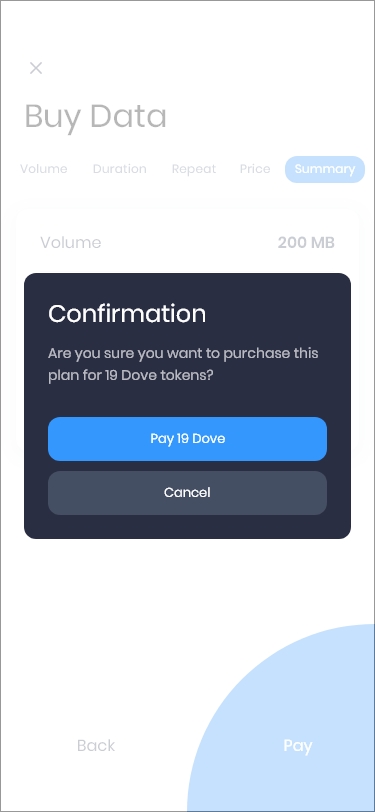 Buy Data
Volume Duration Repeat Price Summary
Volume 200 MB
Confirmation
Are you sure you want to purchase this
plan for 19 Dove tokens?
Pay 19 Dove
Cancel
Back Pay